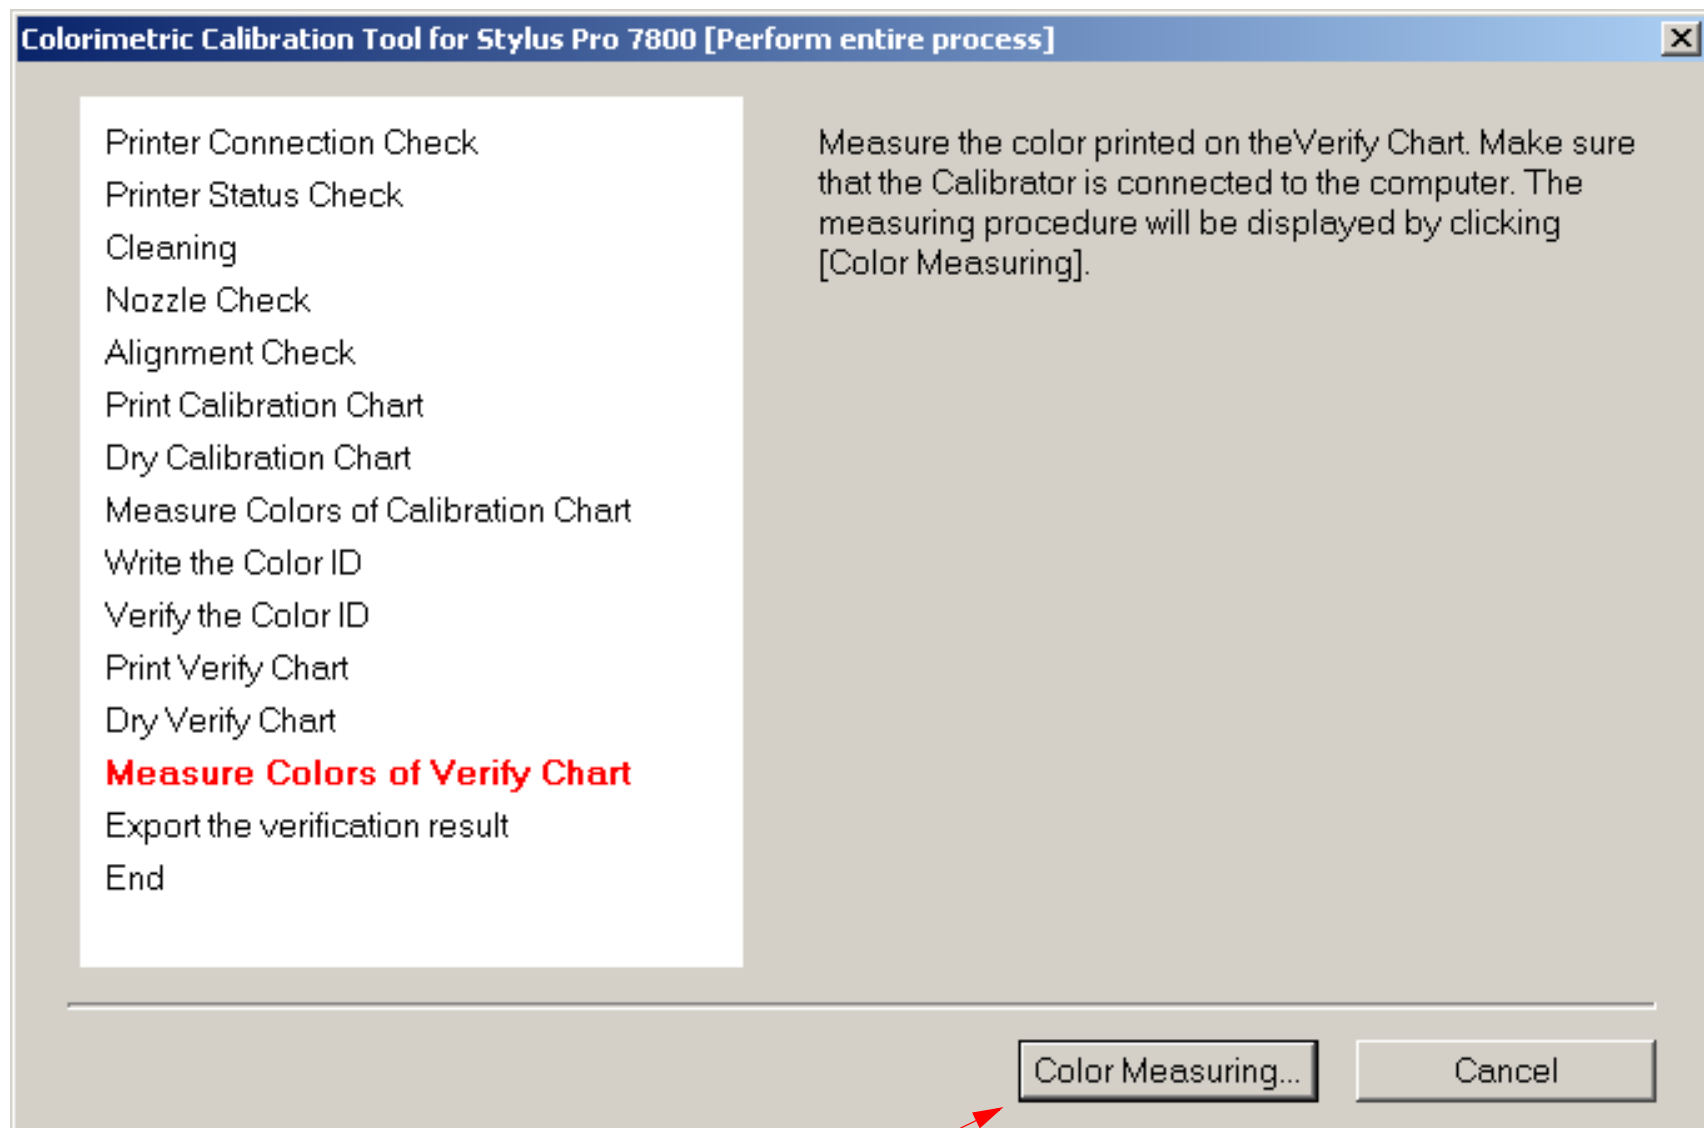 Colorimetric Calibration Tool for Stylus Pro 7800 [Perform entire process]
Printer Connection Check
Printer Status Check
Cleaning
Nozzle Check
Alignment Check
Print Calibration Chart
Dry Calibration Chart
Measure Colors of Calibration Chart
Write the Color ID
Verify the Color ID
Print Verify Chart
Dry Verify Chart
Measure Colors of Verify Chart
Export the verification result
End
Measure the color printed on theVerify Chart. Make sure
that the Calibrator is connected to the computer. The
measuring procedure will be displayed by clicking
[Color Measuring].
Color Measuring...
Cancel